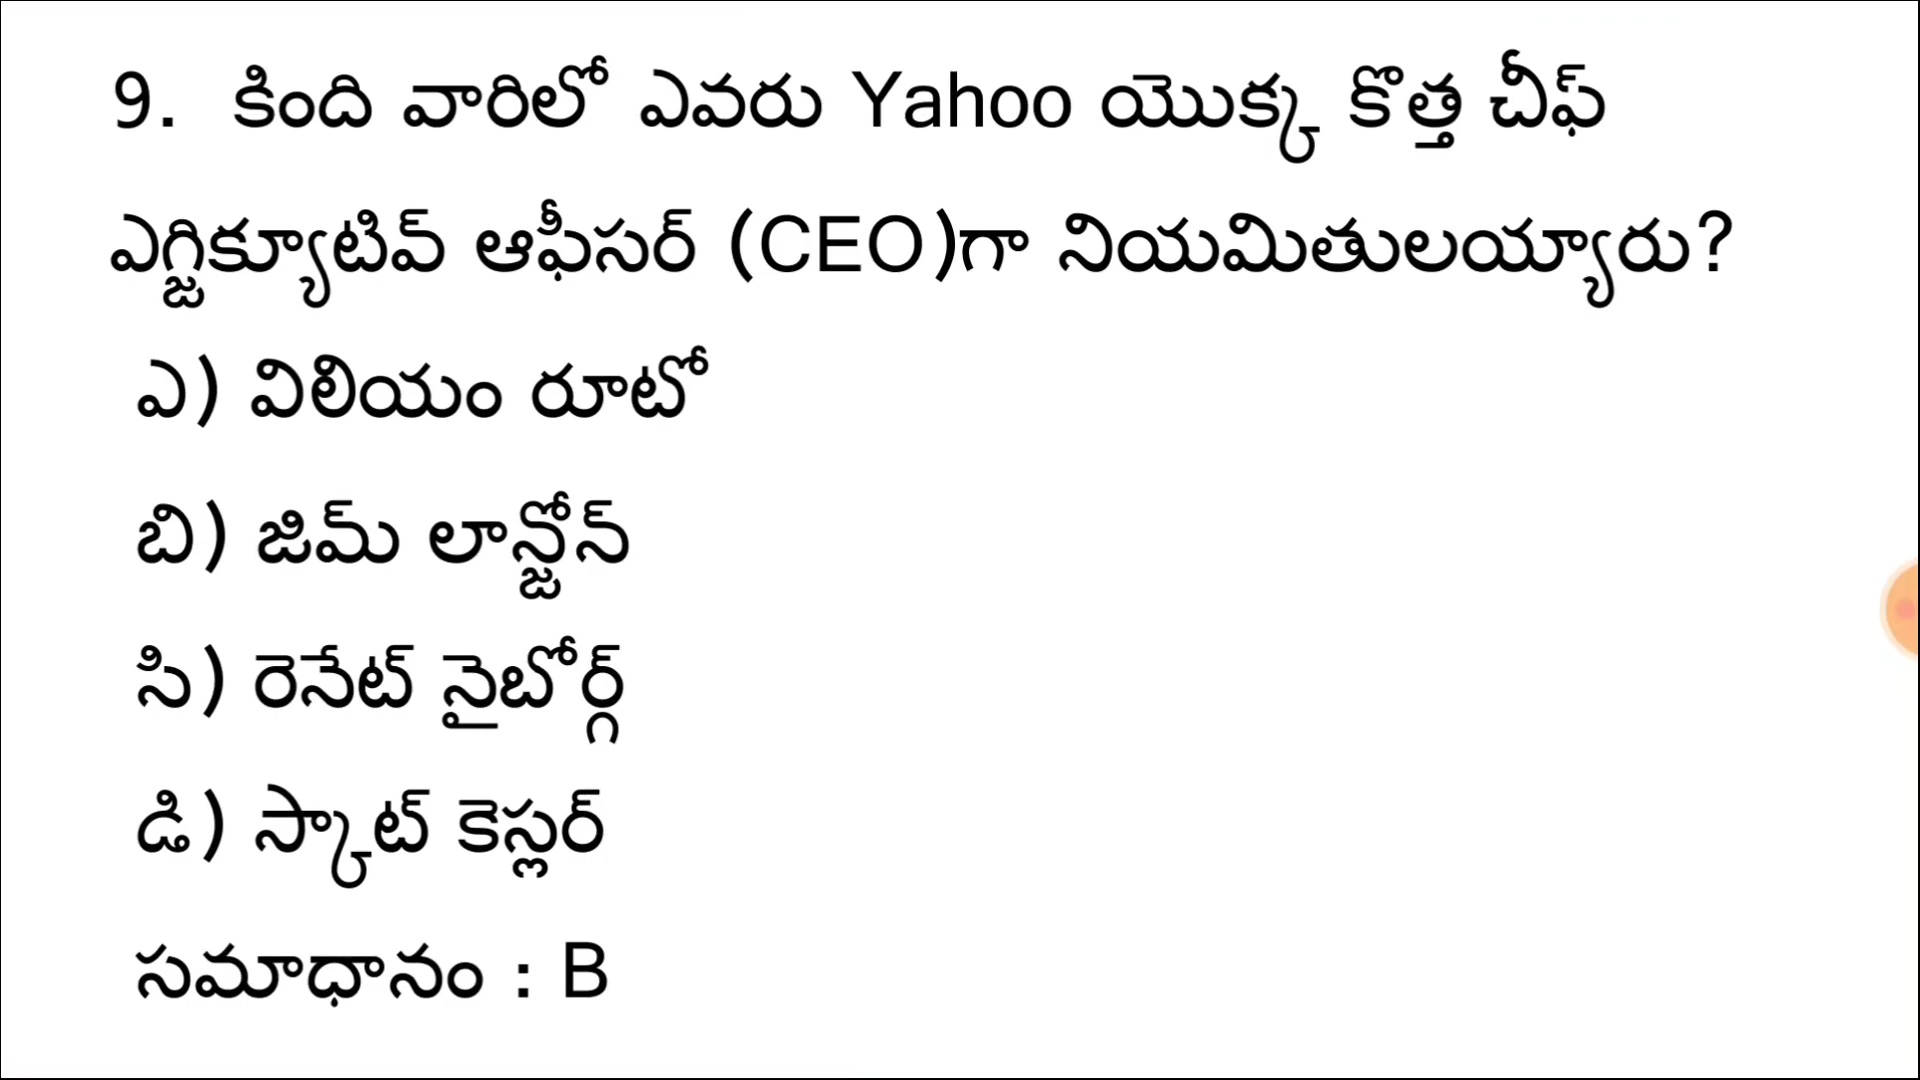 9. కింది వారిలో ఎవరు Yahoo యొక్క కొత్త చీఫ్
ఎగ్జిక్యూటివ్ ఆఫీసర్ (CEO)గా నియమితులయ్యారు?
ఎ) విలియం రూటో
బి) జిమ్ లాన్జోన్
సి) రెనేట్ నైబోర్గ్
డి) స్కాట్ కెస్లర్
సమాధానం : B